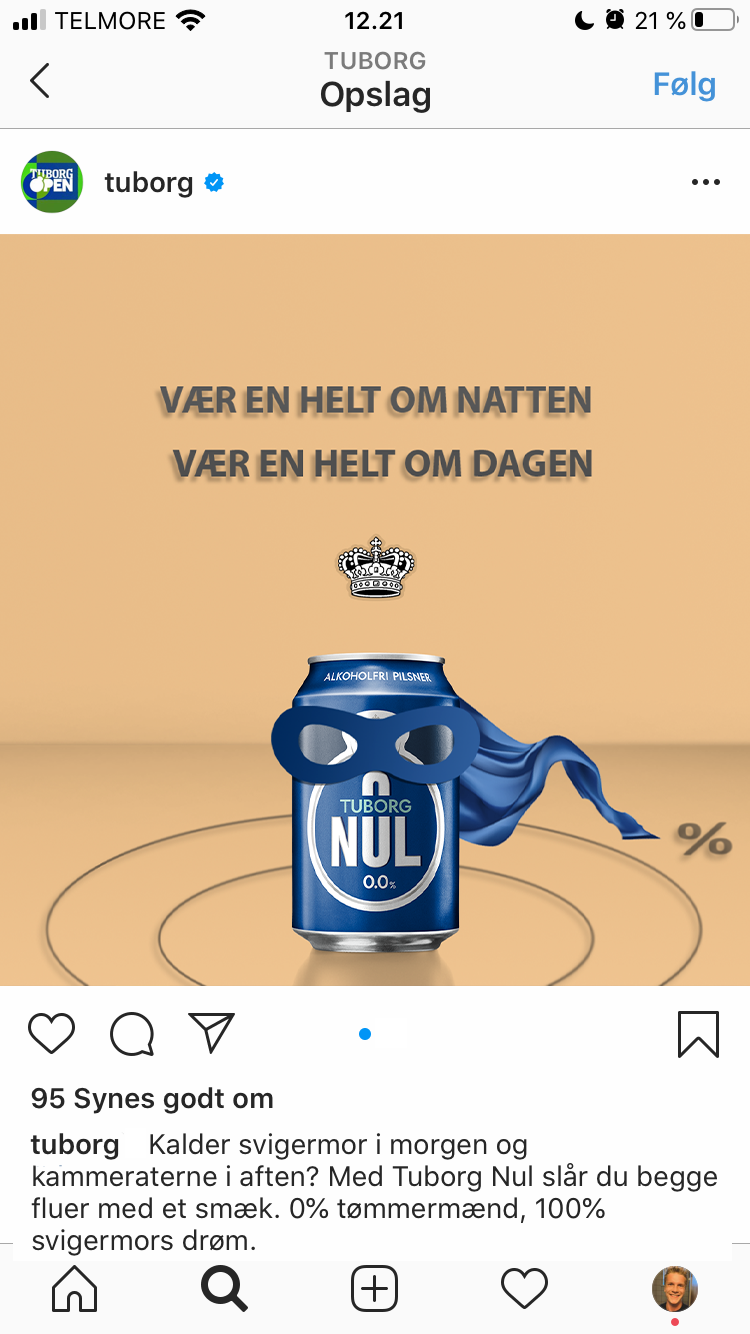 TELMORE 12.21 21 %
TUBORG
Opslag
Følg
TUBORG
OPEN
tuborg
VÆR EN HELT OM NATTEN
VÆR EN HELT OM DAGEN
ALKOHOLFRI PILSNER
TUBORG
NUL
0.0%
%
95 Synes godt om
tuborg Kalder svigermor i morgen og
kammeraterne i aften? Med Tuborg Nul slår du begge
fluer med et smæk. 0% tømmermænd, 100%
svigermors drøm.